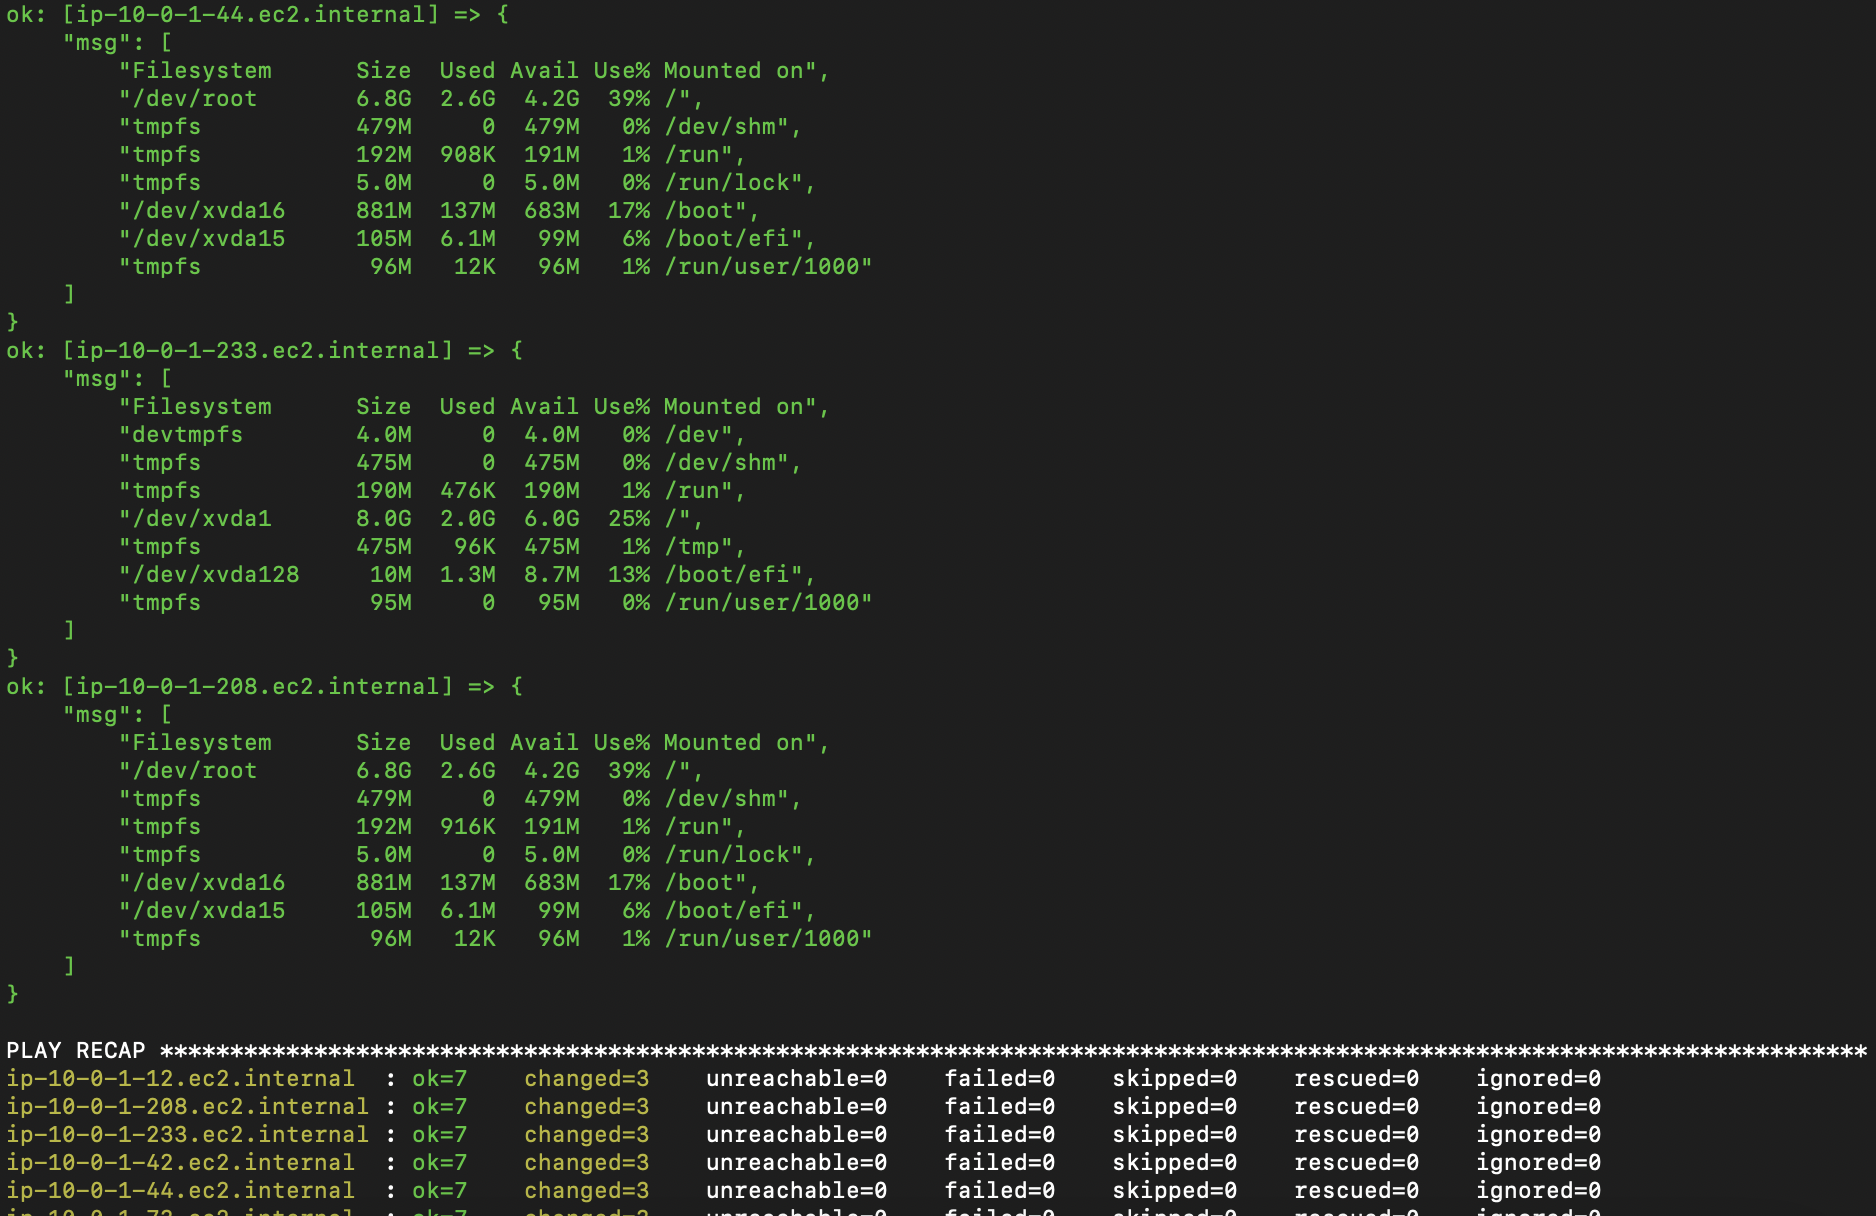 ok: [ip-10-0-1-44.ec2.internal] => {
    "msg": [
        "Filesystem      Size  Used Avail Use% Mounted on",
        "/dev/root       6.8G  2.6G  4.2G  39% /",
        "tmpfs           479M     0  479M   0% /dev/shm",
        "tmpfs           192M  908K  191M   1% /run",
        "tmpfs           5.0M     0  5.0M   0% /run/lock",
        "/dev/xvda16     881M  137M  683M  17% /boot",
        "/dev/xvda15     105M  6.1M   99M   6% /boot/efi",
        "tmpfs            96M   12K   96M   1% /run/user/1000"
    ]
}
ok: [ip-10-0-1-233.ec2.internal] => {
    "msg": [
        "Filesystem      Size  Used Avail Use% Mounted on",
        "devtmpfs        4.0M     0  4.0M   0% /dev",
        "tmpfs           475M     0  475M   0% /dev/shm",
        "tmpfs           190M  476K  190M   1% /run",
        "/dev/xvda1      8.0G  2.0G  6.0G  25% /",
        "tmpfs           475M   96K  475M   1% /tmp",
        "/dev/xvda128     10M  1.3M  8.7M  13% /boot/efi",
        "tmpfs            95M     0   95M   0% /run/user/1000"
    ]
}
ok: [ip-10-0-1-208.ec2.internal] => {
    "msg": [
        "Filesystem      Size  Used Avail Use% Mounted on",
        "/dev/root       6.8G  2.6G  4.2G  39% /",
        "tmpfs           479M     0  479M   0% /dev/shm",
        "tmpfs           192M  916K  191M   1% /run",
        "tmpfs           5.0M     0  5.0M   0% /run/lock",
        "/dev/xvda16     881M  137M  683M  17% /boot",
        "/dev/xvda15     105M  6.1M   99M   6% /boot/efi",
        "tmpfs            96M   12K   96M   1% /run/user/1000"
    ]
}
PLAY RECAP **************************************************************************************************************************
ip-10-0-1-12.ec2.internal  : ok=7    changed=3    unreachable=0    failed=0    skipped=0    rescued=0    ignored=0
ip-10-0-1-208.ec2.internal : ok=7    changed=3    unreachable=0    failed=0    skipped=0    rescued=0    ignored=0
ip-10-0-1-233.ec2.internal : ok=7    changed=3    unreachable=0    failed=0    skipped=0    rescued=0    ignored=0
ip-10-0-1-42.ec2.internal  : ok=7    changed=3    unreachable=0    failed=0    skipped=0    rescued=0    ignored=0
ip-10-0-1-44.ec2.internal  : ok=7    changed=3    unreachable=0    failed=0    skipped=0    rescued=0    ignored=0